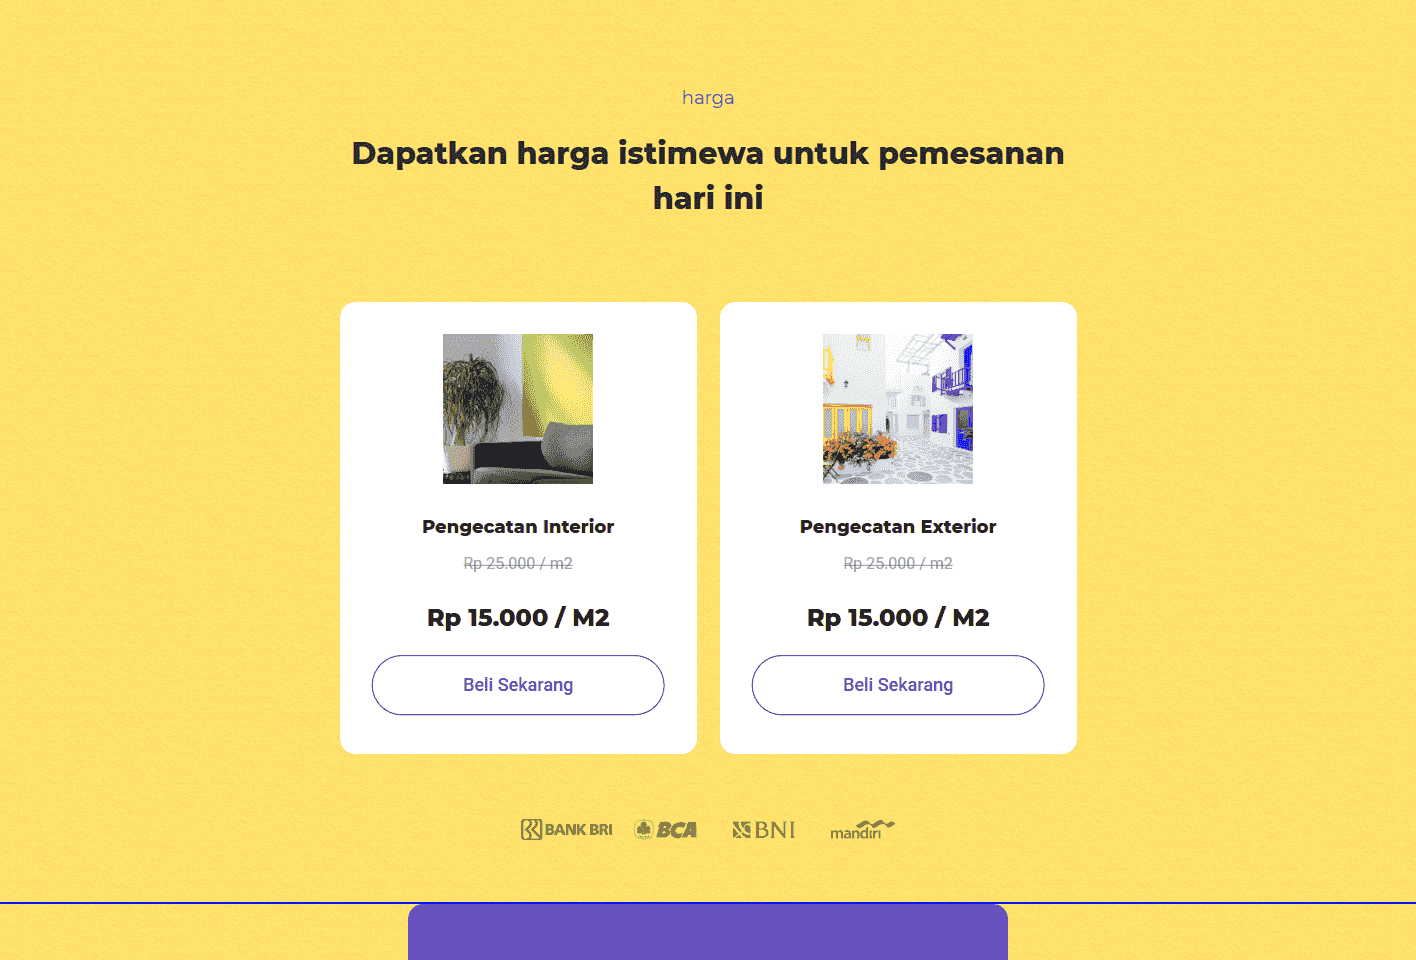 harga
Dapatkan harga istimewa untuk pemesanan
hari ini
Pengecatan Interior
Rp 25.000 / m2
Rp 15.000 / M2
Beli Sekarang
Pengecatan Exterior
Rp 25.000 / m2
Rp 15.000 / M2
Beli Sekarang
BANK BRI BCA BNI mandiri